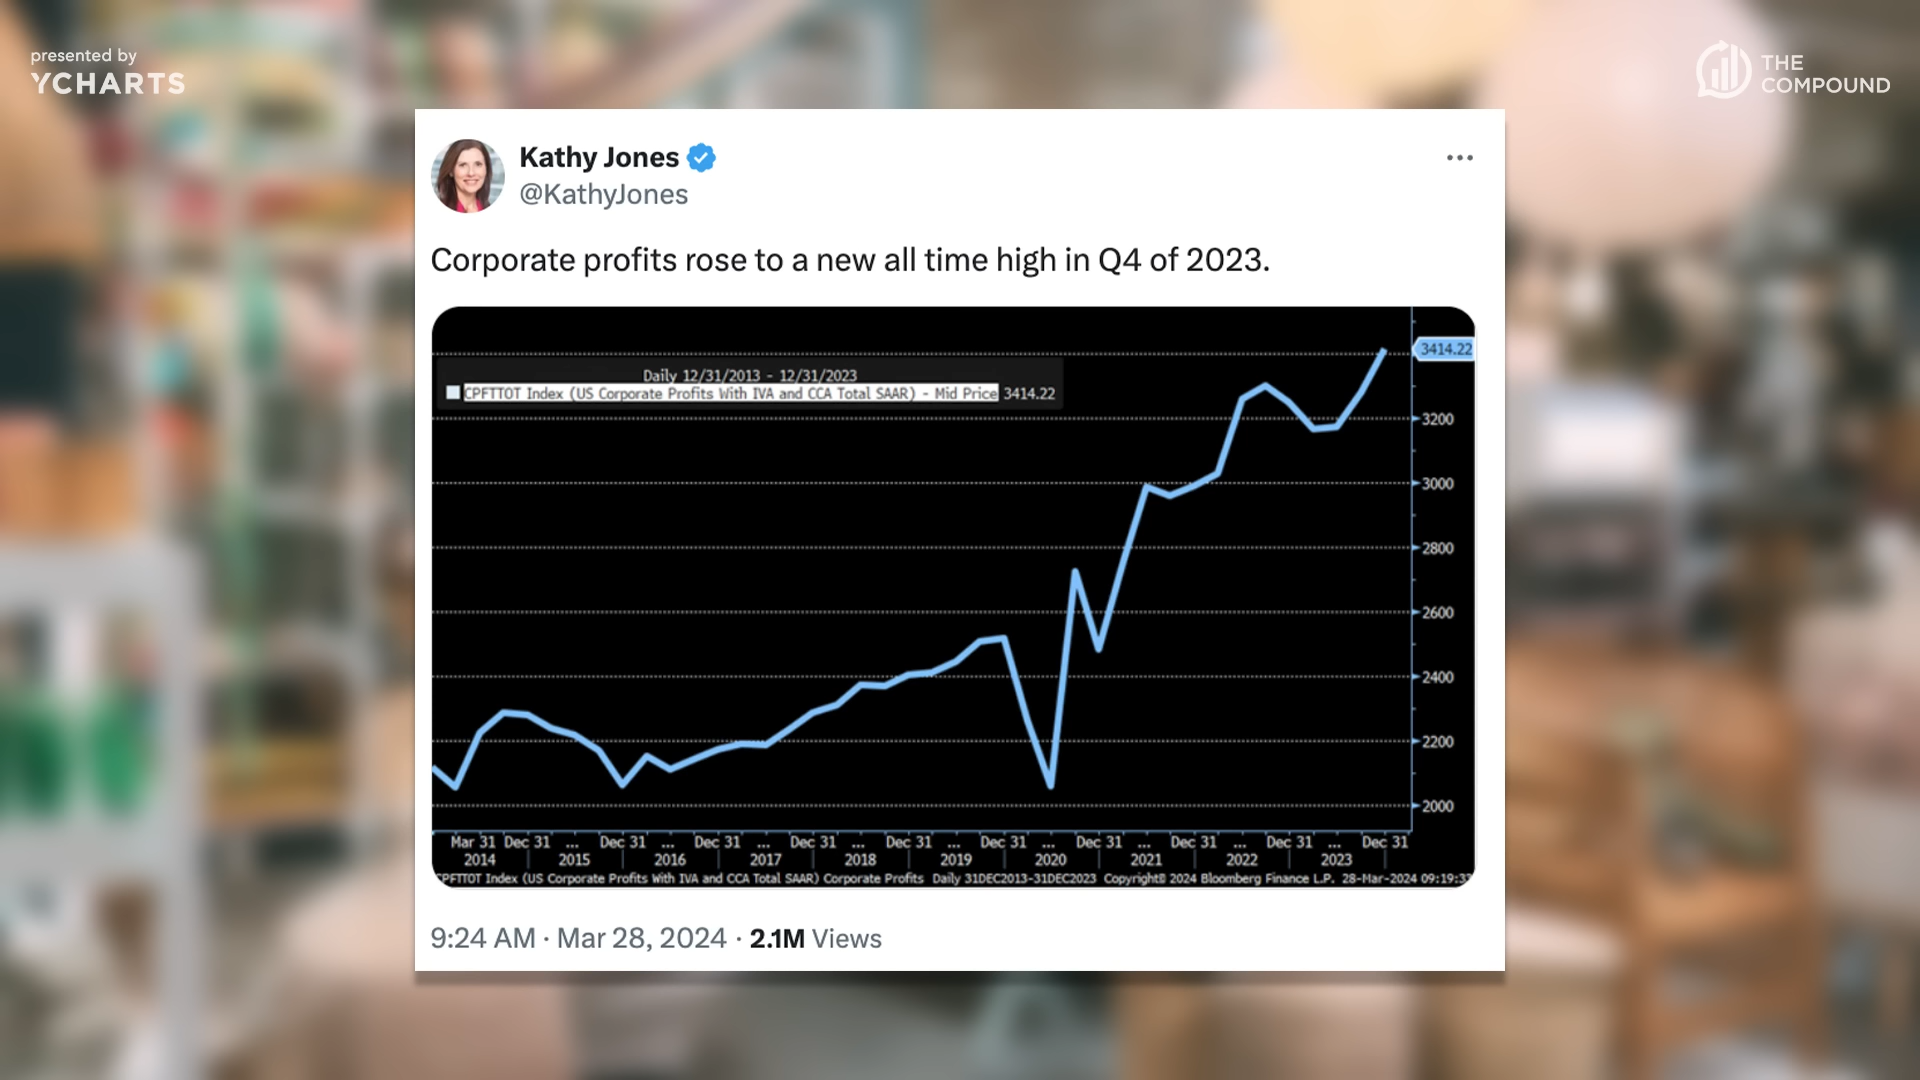 presented by
YCHARTS
THE
COMPOUND
Kathy Jones
@KathyJones
Corporate profits rose to a new all time high in Q4 of 2023.
Daily 12/31/2013 - 12/31/2023
CPFTTOT Index (US Corporate Profits With IVA and CCA Total SAAR) - Mid Price 3414.22
3414.22
3200
3000
2800
2600
2400
2200
2000
Mar 31 Dec 31 ... Dec 31 ... Dec 31 ... Dec 31 ... Dec 31 ... Dec 31 ... Dec 31 ... Dec 31 ... Dec 31 ... Dec 31
2014 2015 2016 2017 2018 2019 2020 2021 2022 2023
CPFTTOT Index (US Corporate Profits With IVA and CCA Total SAAR) Corporate Profits Daily 31DEC2013-31DEC2023 Copyright© 2024 Bloomberg Finance L.P. 28-Mar-2024
9:24 AM · Mar 28, 2024 · 2.1M Views